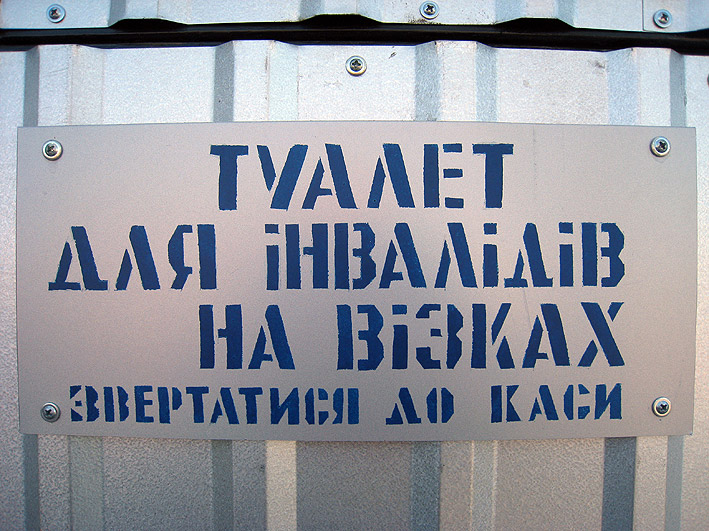 ТУАЛЕТ
ДЛЯ ІНВАЛІДІВ
НА ВІЗКАХ
ЗВЕРТАТИСЯ ДО КАСИ